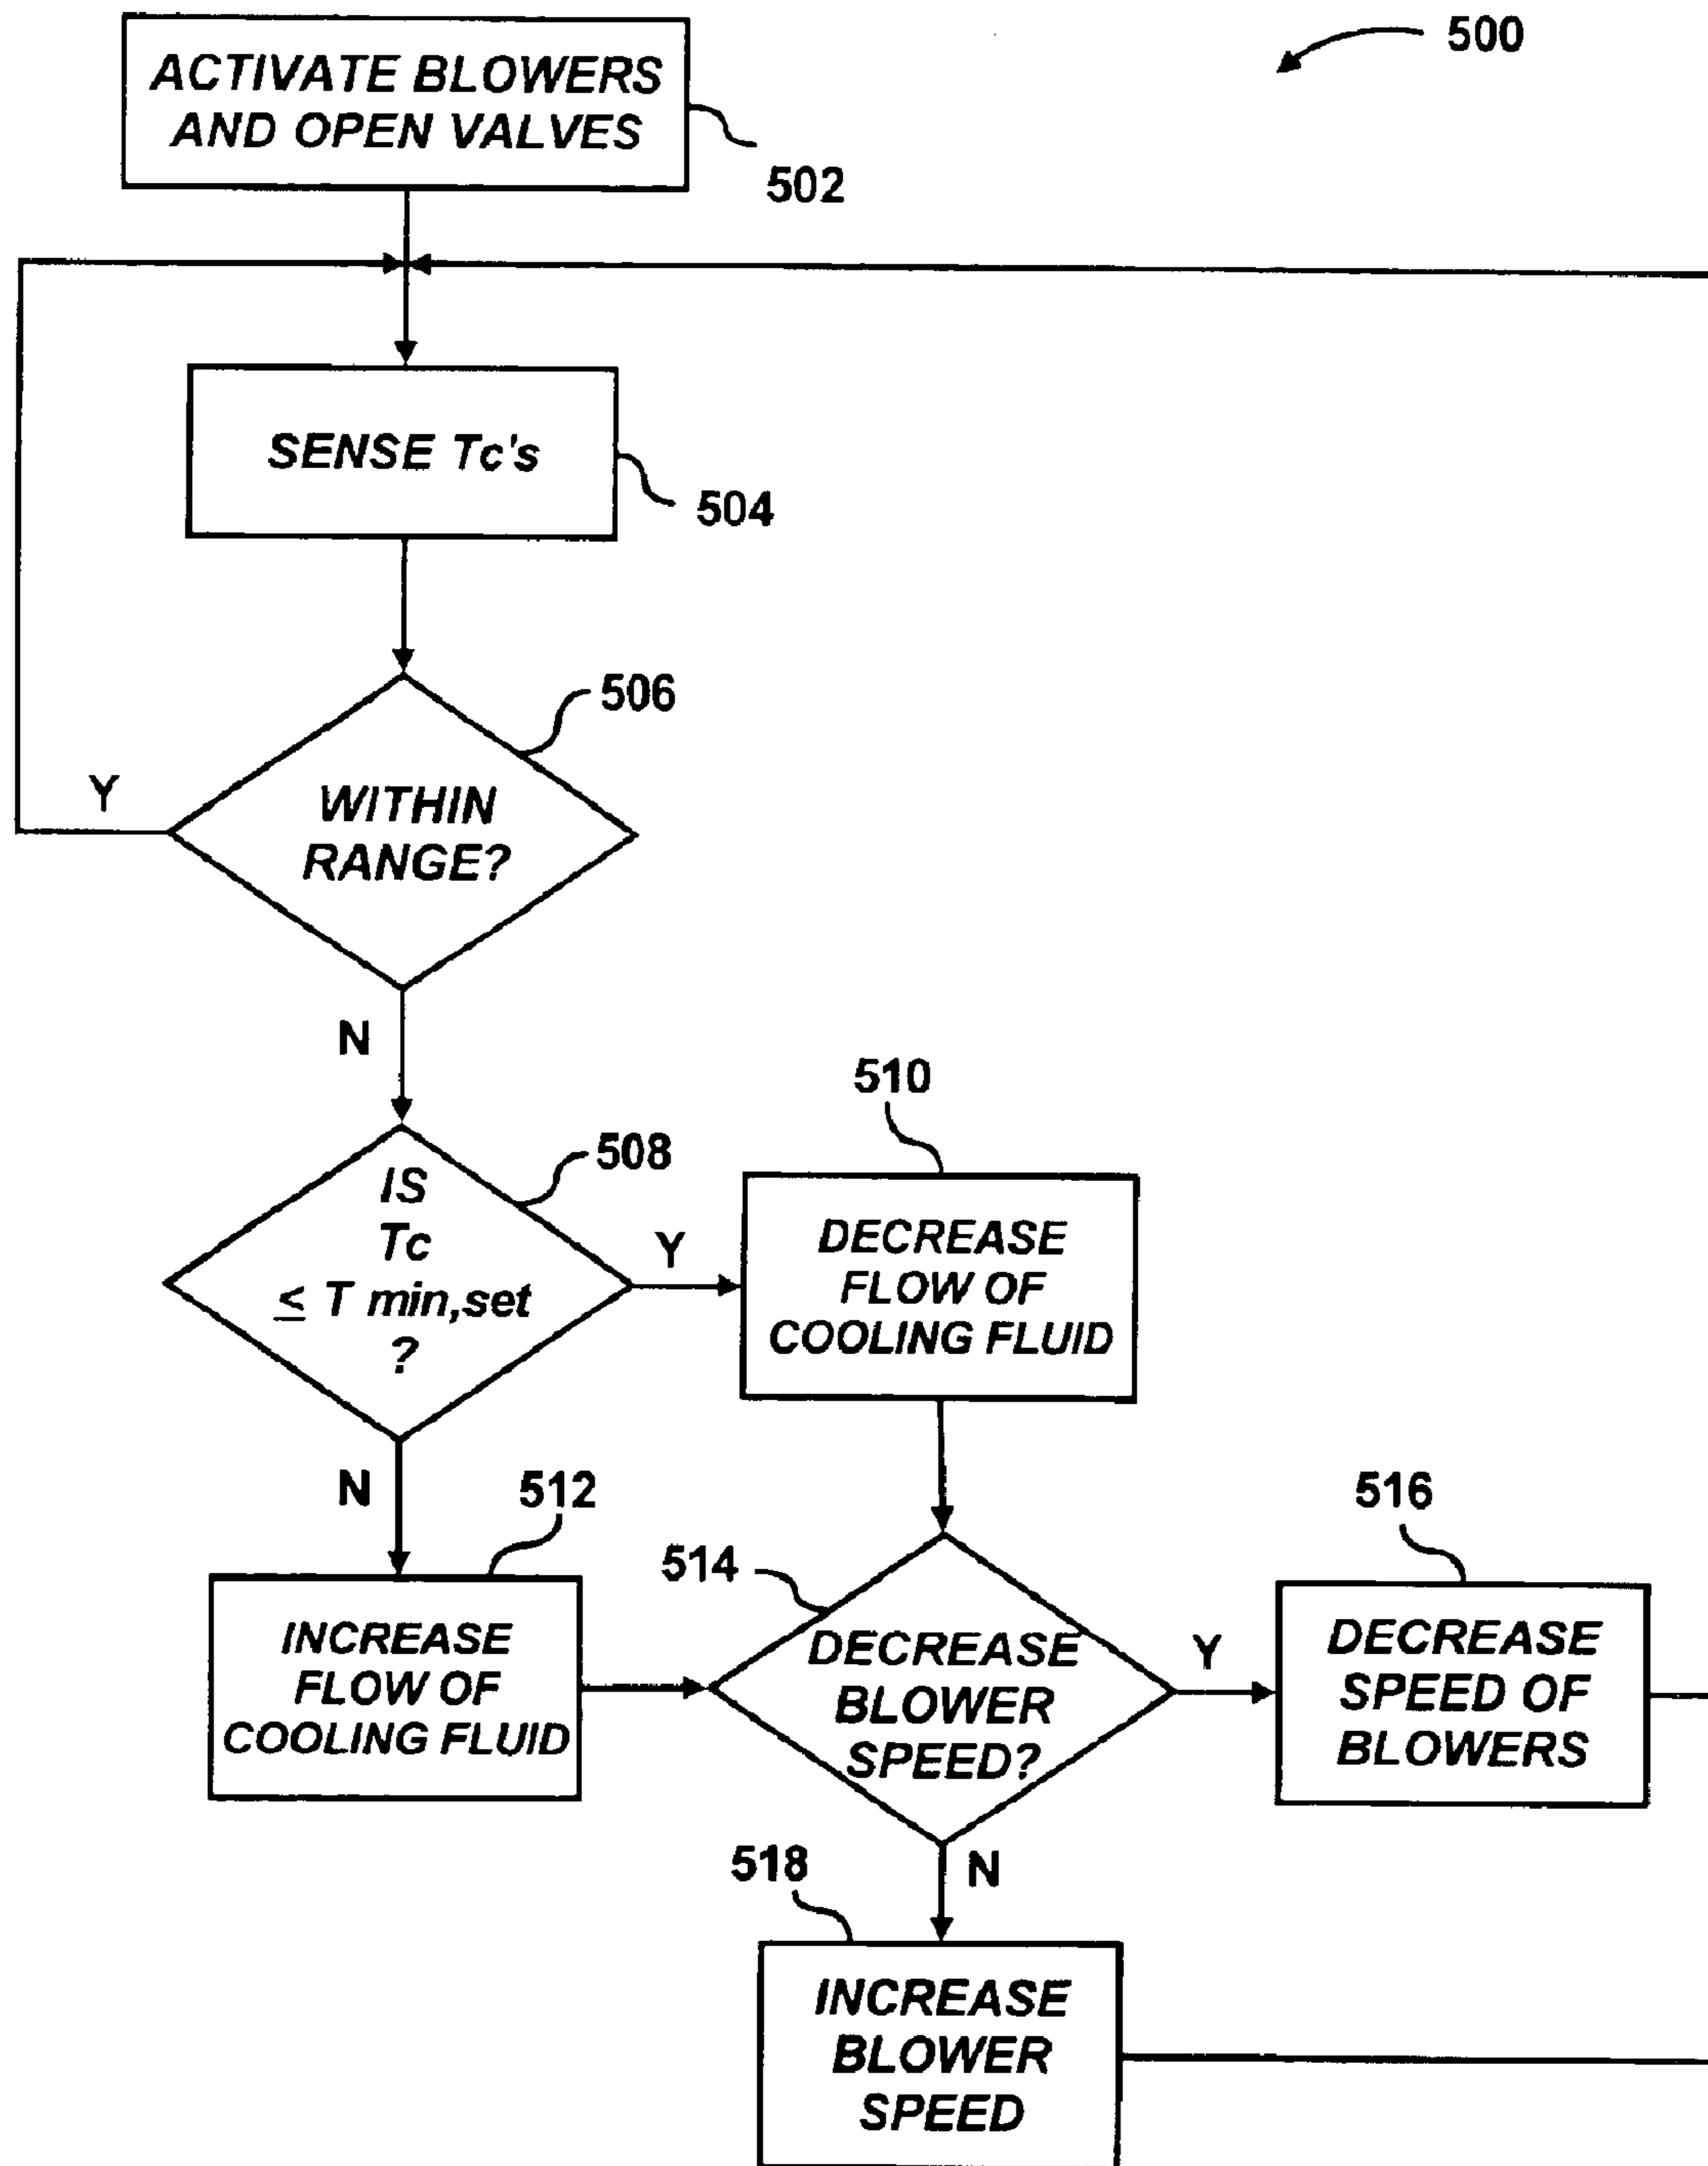 500
ACTIVATE BLOWERS
AND OPEN VALVES
502
SENSE Tc's
504
506
WITHIN
RANGE?
Y
N
508
IS
Tc
≤ T min,set
?
Y
N
510
DECREASE
FLOW OF
COOLING FLUID
512
INCREASE
FLOW OF
COOLING FLUID
514
DECREASE
BLOWER
SPEED?
Y
N
516
DECREASE
SPEED OF
BLOWERS
518
INCREASE
BLOWER
SPEED